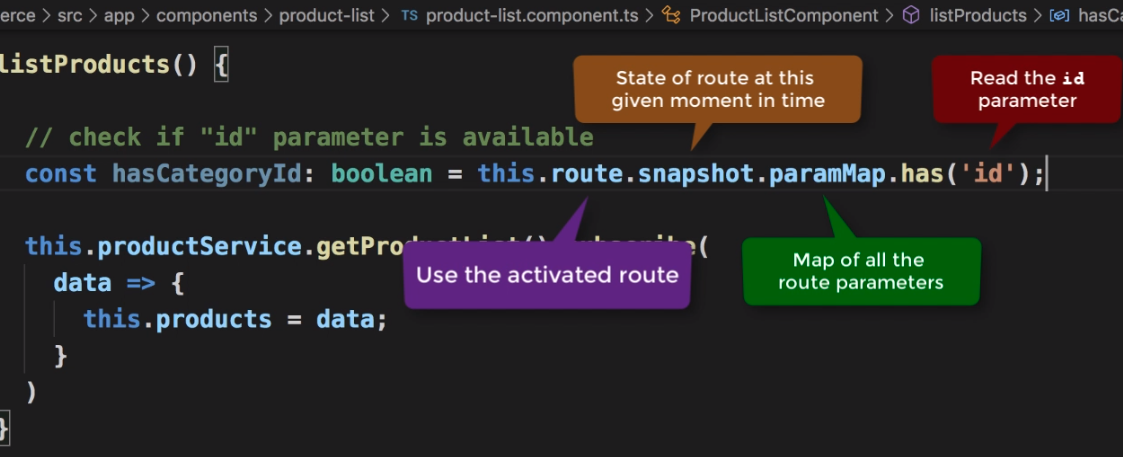 erce > src > app > components > product-list > TS product-list.component.ts > ProductListComponent > listProducts > hasCa
listProducts() {
State of route at this
given moment in time
Read the id
parameter
// check if "id" parameter is available
const hasCategoryId: boolean = this.route.snapshot.paramMap.has('id');
this.productService.
Use the activated route
Map of all the
route parameters
data => {
this.products = data;
}
)
}